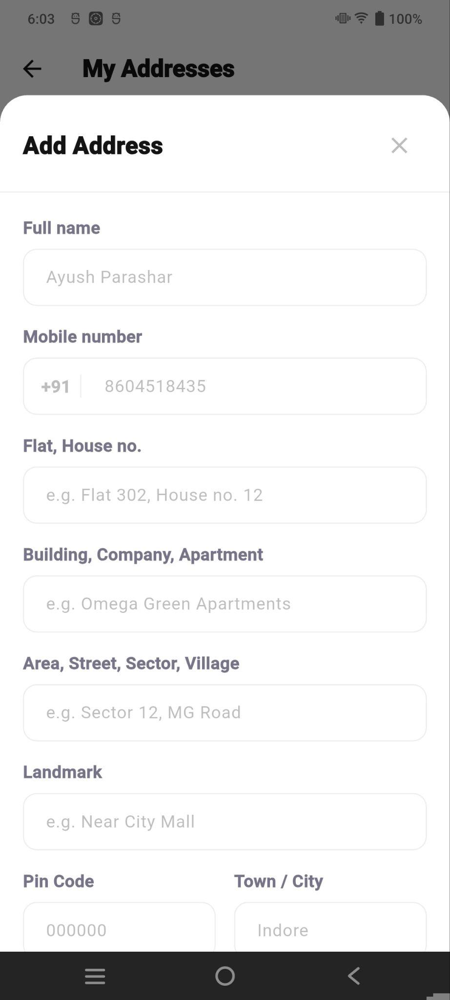 6:03
100%
My Addresses
Add Address
Full name
Ayush Parashar
Mobile number
+91 8604518435
Flat, House no.
e.g. Flat 302, House no. 12
Building, Company, Apartment
e.g. Omega Green Apartments
Area, Street, Sector, Village
e.g. Sector 12, MG Road
Landmark
e.g. Near City Mall
Pin Code Town / City
000000 Indore